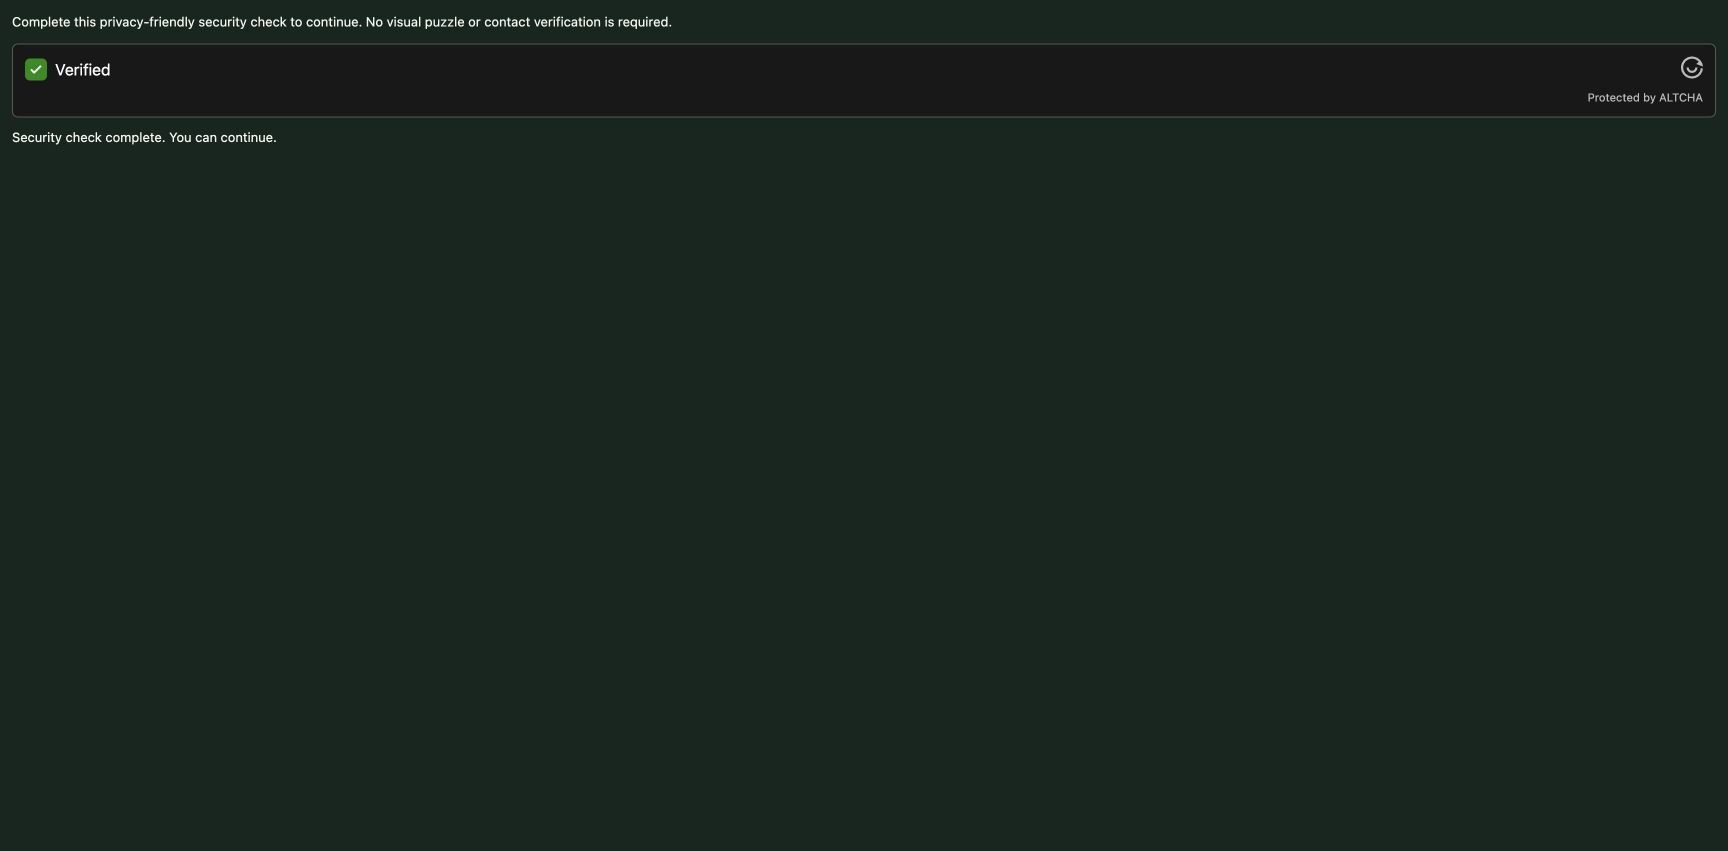 Complete this privacy-friendly security check to continue. No visual puzzle or contact verification is required.
Verified
Protected by ALTCHA
Security check complete. You can continue.